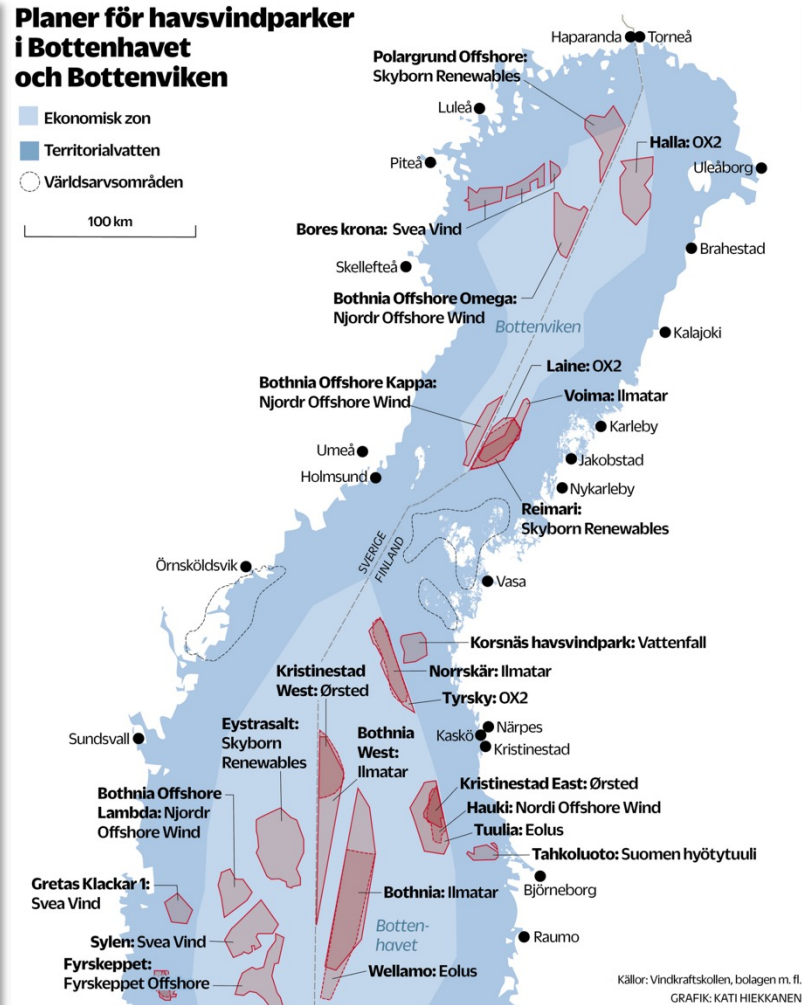 Planer för havsvindparker
i Bottenhavet
och Bottenviken
Ekonomisk zon
Territorialvatten
Världsarvsområden
100 km
Haparanda
Torneå
Polargrund Offshore:
Skyborn Renewables
Luleå
Halla: OX2
Piteå
Uleåborg
Bores krona: Svea Vind
Brahestad
Skellefteå
Bothnia Offshore Omega:
Njordr Offshore Wind
Bottenviken
Kalajoki
Laine: OX2
Bothnia Offshore Kappa:
Njordr Offshore Wind
Voima: Ilmatar
Karleby
Umeå
Jakobstad
Holmsund
Nykarleby
Reimari:
Skyborn Renewables
SVERIGE
FINLAND
Örnsköldsvik
Vasa
Korsnäs havsvindpark: Vattenfall
Kristinestad
West: Ørsted
Norrskär: Ilmatar
Tyrsky: OX2
Eystrasalt:
Skyborn
Renewables
Bothnia
West:
Ilmatar
Närpes
Kaskö
Kristinestad
Sundsvall
Kristinestad East: Ørsted
Hauki: Nordi Offshore Wind
Tuulia: Eolus
Bothnia Offshore
Lambda: Njordr
Offshore Wind
Tahkoluoto: Suomen hyötytuuli
Björneborg
Gretas Klackar 1:
Svea Vind
Bothnia: Ilmatar
Botten-
havet
Raumo
Sylen: Svea Vind
Fyrskeppet:
Fyrskeppet Offshore
Wellamo: Eolus
Källor: Vindkraftskollen, bolagen m. fl.
GRAFIK: KATI HIEKKANEN